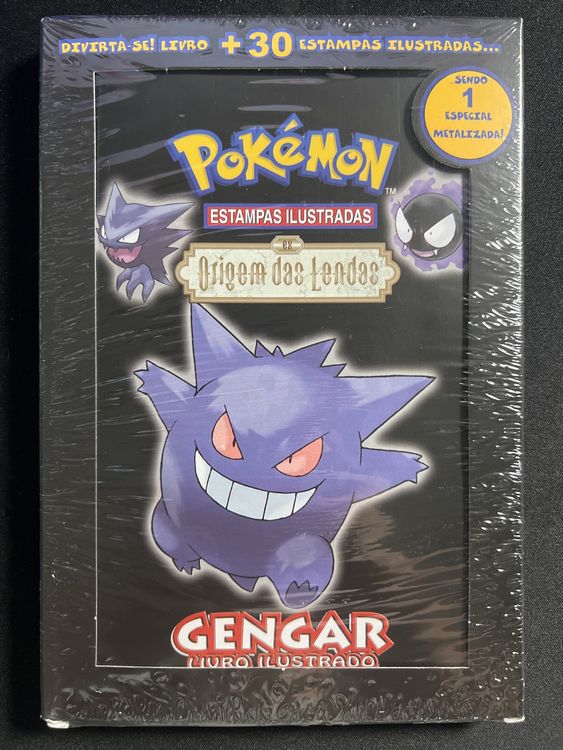 DIVIRTA-SE! LIVRO + 30 ESTAMPAS ILUSTRADAS...
...SENDO
1
ESPECIAL
METALIZADA!
POKéMON
TM
ESTAMPAS ILUSTRADAS
ex
Origem das Lendas
GENGAR
LIVRO ILUSTRADO